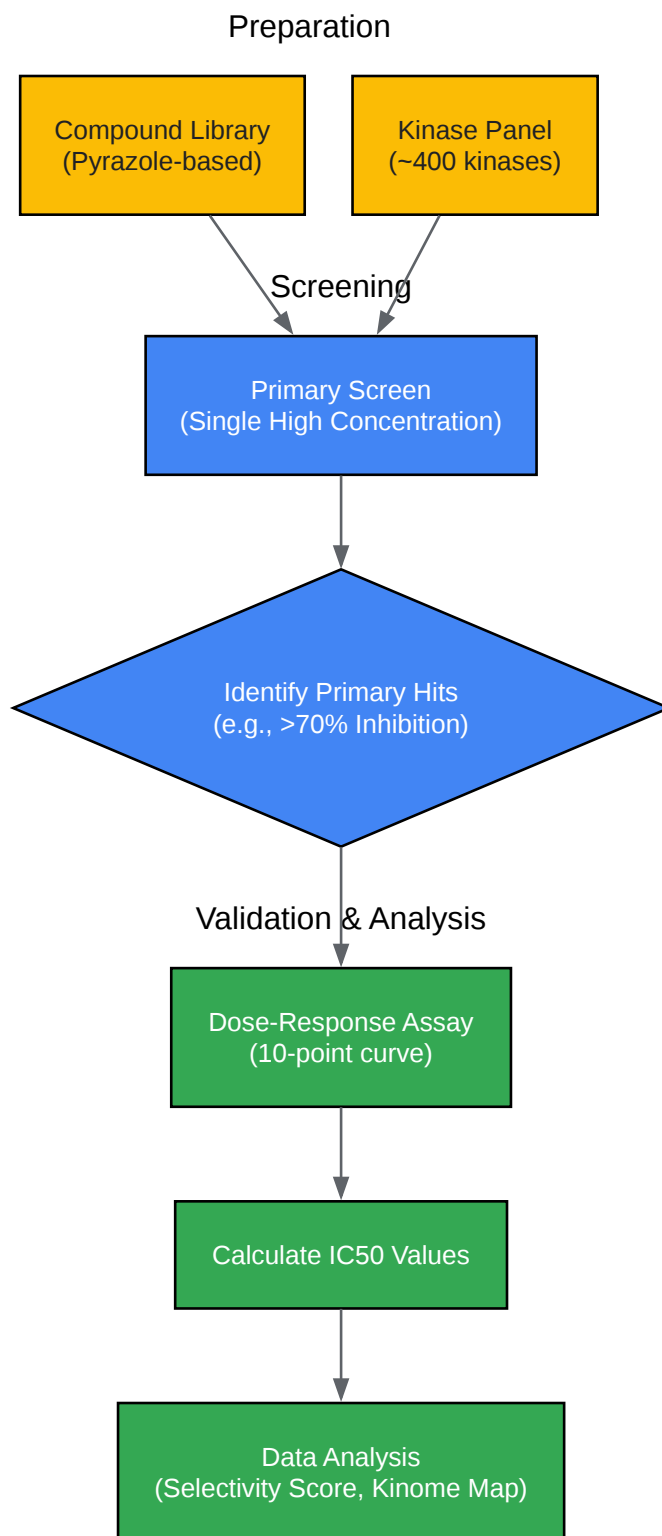 Preparation
Compound Library
(Pyrazole-based)
Kinase Panel
(~400 kinases)
Screening
Primary Screen
(Single High Concentration)
Identify Primary Hits
(e.g., >70% Inhibition)
Validation & Analysis
Dose-Response Assay
(10-point curve)
Calculate IC50 Values
Data Analysis
(Selectivity Score, Kinome Map)